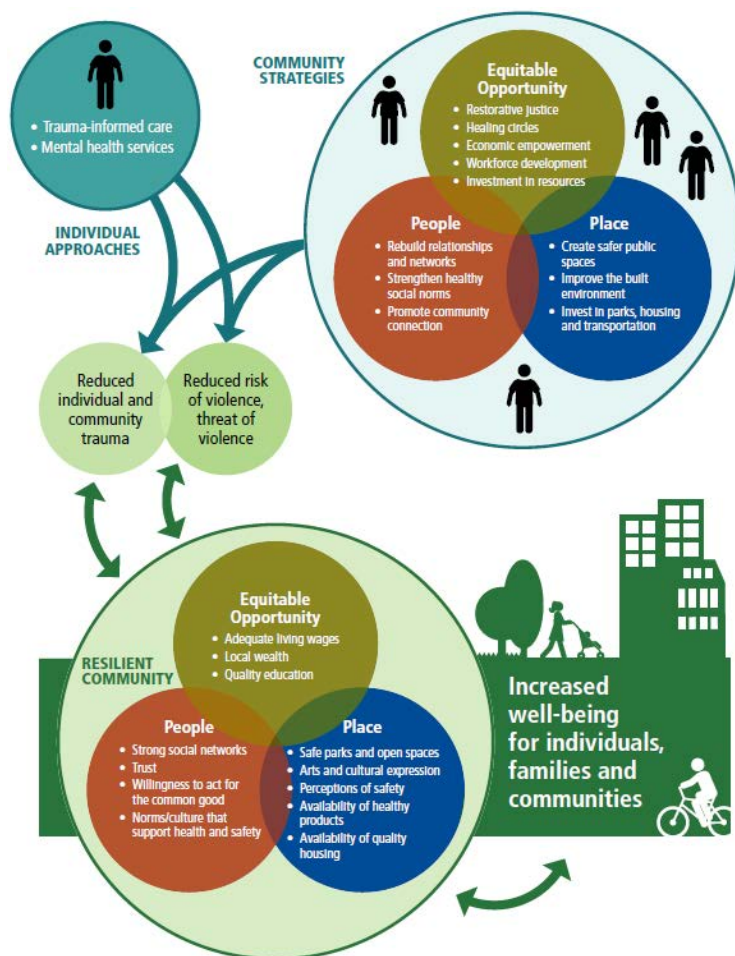 • Trauma-informed care
• Mental health services
INDIVIDUAL
APPROACHES
COMMUNITY
STRATEGIES
Equitable
Opportunity
• Restorative justice
• Healing circles
• Economic empowerment
• Workforce development
• Investment in resources
People
• Rebuild relationships
and networks
• Strengthen healthy
social norms
• Promote community
connection
Place
• Create safer public
spaces
• Improve the built
environment
• Invest in parks, housing
and transportation
Reduced
individual and
community
trauma
Reduced risk
of violence,
threat of
violence
RESILIENT
COMMUNITY
Equitable
Opportunity
• Adequate living wages
• Local wealth
• Quality education
People
• Strong social networks
• Trust
• Willingness to act for
the common good
• Norms/culture that
support health and safety
Place
• Safe parks and open spaces
• Arts and cultural expression
• Perceptions of safety
• Availability of healthy
products
• Availability of quality
housing
Increased
well-being
for individuals,
families and
communities